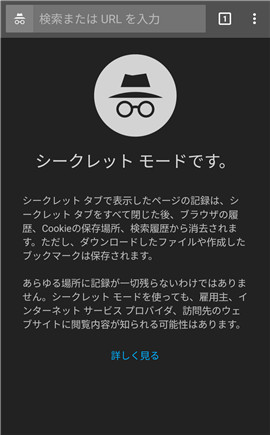 検索または URL を入力
1
シークレット モードです。
シークレット タブで表示したページの記録は、シ
ークレット タブをすべて閉じた後、ブラウザの履
歴、Cookieの保存場所、検索履歴から消去されま
す。ただし、ダウンロードしたファイルや作成した
ブックマークは保存されます。
あらゆる場所に記録が一切残らないわけではありま
せん。シークレット モードを使っても、雇用主、イ
ンターネット サービス プロバイダ、訪問先のウェ
ブサイトに閲覧内容が知られる可能性はあります。
詳しく見る